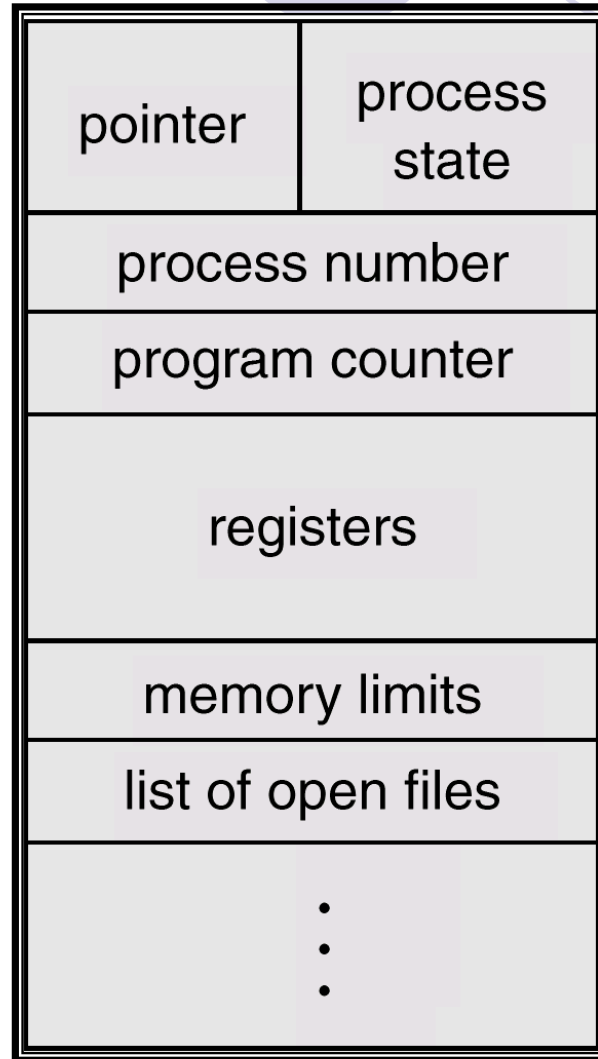 pointer
process
state
process number
program counter
registers
memory limits
list of open files